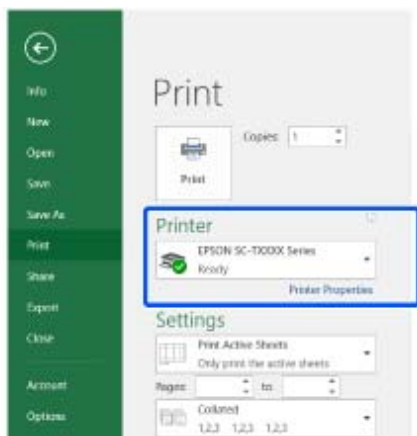 Info
New
Open
Save
Save As
Print
Share
Export
Close
Account
Options
Print
Copies: 1
Print
Printer
EPSON SC-TXXXX Series
Ready
Printer Properties
Settings
Print Active Sheets
Only print the active sheets
Pages: to:
Collated
1,2,3 1,2,3 1,2,3